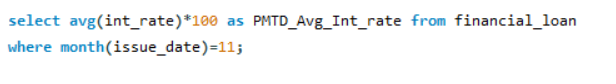 select avg(int_rate)*100 as PMTD_Avg_Int_rate from financial_loan
where month(issue_date)=11;